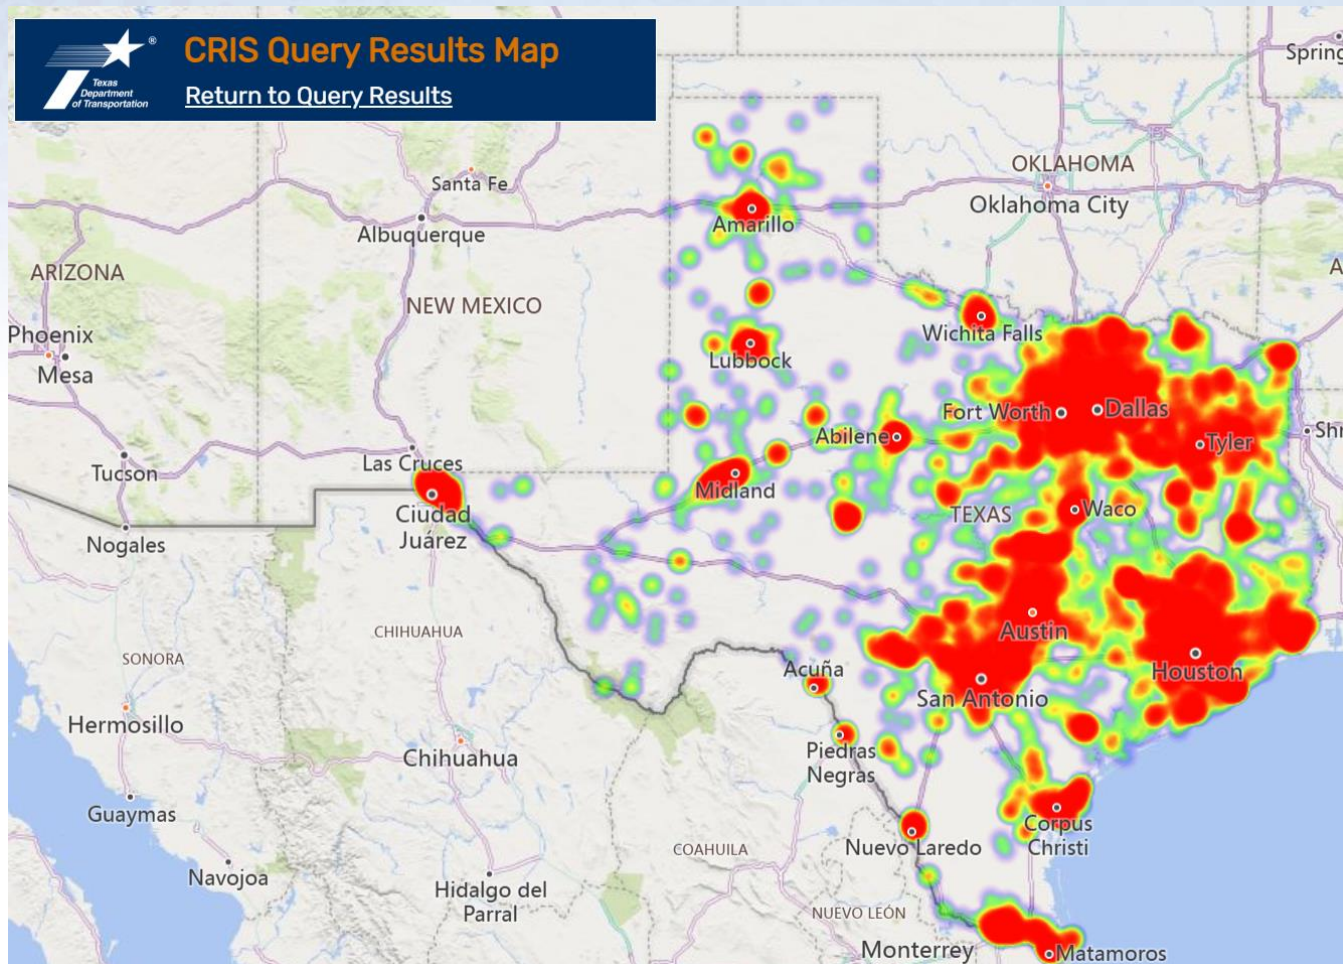 CRIS Query Results Map
Return to Query Results
®
Texas
Department
of Transportation
Santa Fe
Albuquerque
ARIZONA
NEW MEXICO
Phoenix
Mesa
Tucson
Nogales
Las Cruces
Ciudad
Juárez
OKLAHOMA
Oklahoma City
Spring
A
Amarillo
Wichita Falls
Lubbock
Fort Worth
Dallas
Abilene
Tyler
Shr
Midland
TEXAS
Waco
Austin
Houston
San Antonio
Acuña
Piedras
Negras
Nuevo Laredo
Corpus
Christi
CHIHUAHUA
SONORA
Hermosillo
Chihuahua
Guaymas
Navojoa
Hidalgo del
Parral
COAHUILA
NUEVO LEÓN
Monterrey
Matamoros